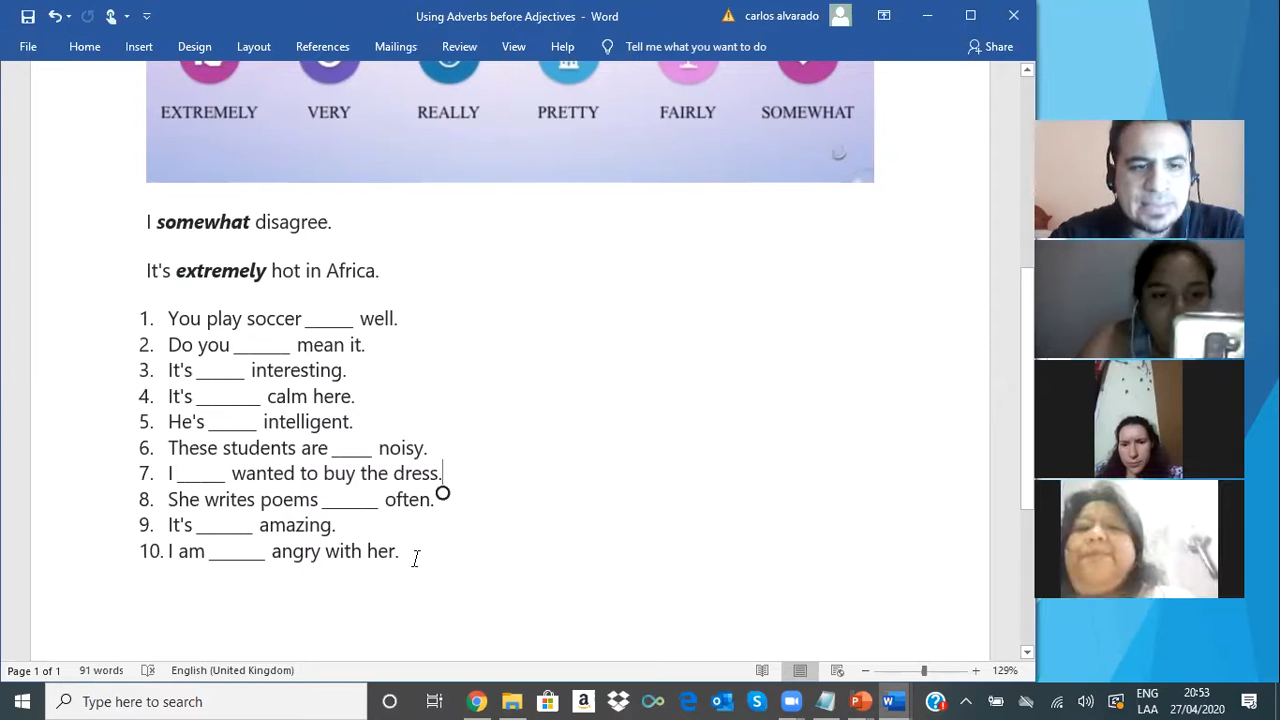 Using Adverbs before Adjectives - Word
carlos alvarado
File Home Insert Design Layout References Mailings Review View Help Tell me what you want to do Share
EXTREMELY VERY REALLY PRETTY FAIRLY SOMEWHAT
I somewhat disagree.
It's extremely hot in Africa.
1. You play soccer _____ well.
2. Do you ______ mean it.
3. It's _____ interesting.
4. It's _______ calm here.
5. He's _____ intelligent.
6. These students are ____ noisy.
7. I _____ wanted to buy the dress.
8. She writes poems ______ often.
9. It's ______ amazing.
10. I am ______ angry with her.
Page 1 of 1 91 words English (United Kingdom) 129%
Type here to search
ENG 20:53
LAA 27/04/2020